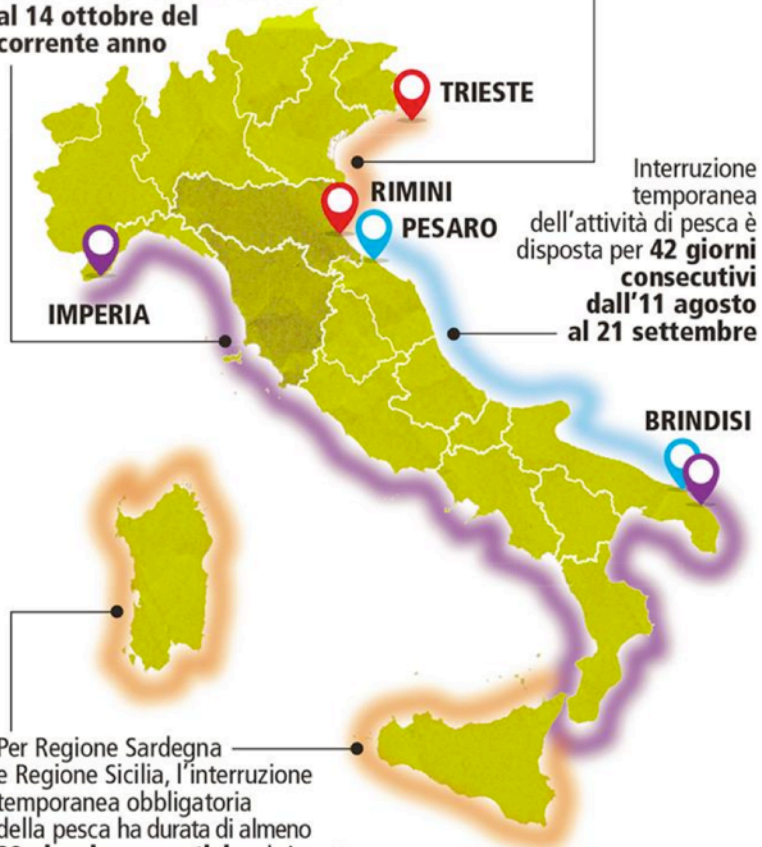 al 14 ottobre del
corrente anno
TRIESTE
Interruzione
temporanea
dell'attività di pesca è
disposta per 42 giorni
consecutivi
dall'11 agosto
al 21 settembre
RIMINI
PESARO
IMPERIA
BRINDISI
Per Regione Sardegna
e Regione Sicilia, l'interruzione
temporanea obbligatoria
della pesca ha durata di almeno